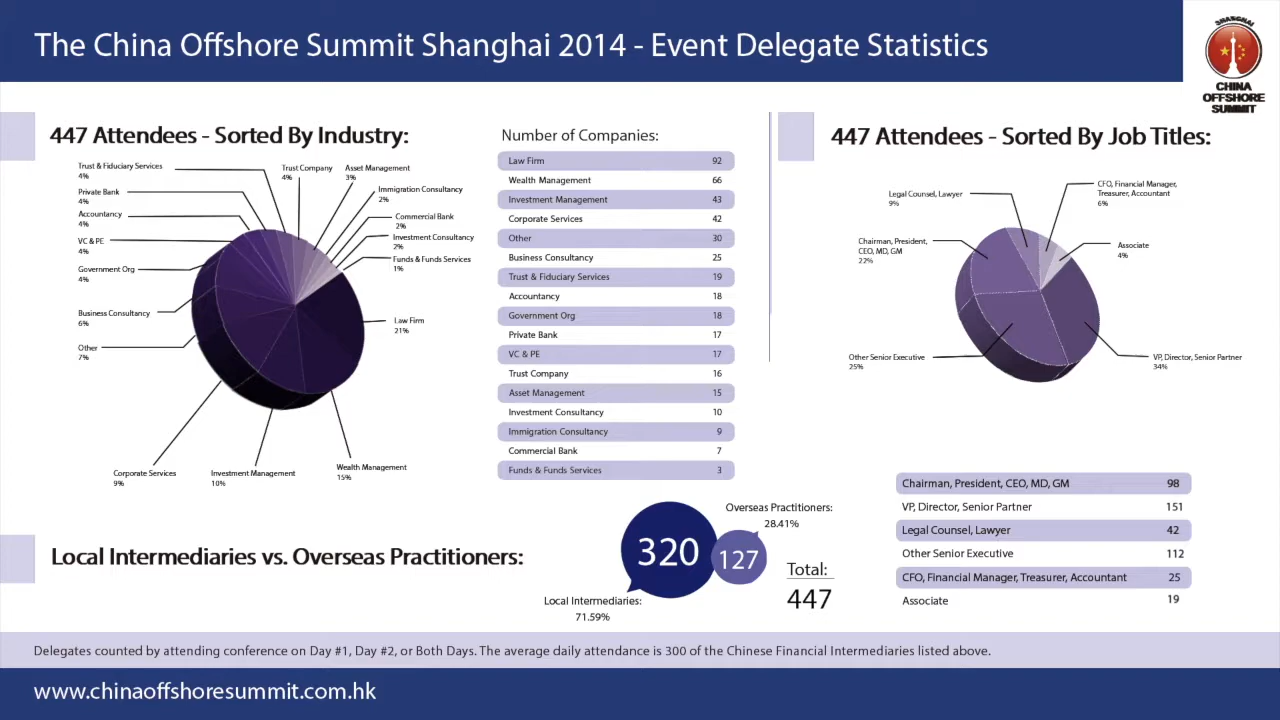 The China Offshore Summit Shanghai 2014 - Event Delegate Statistics
SHANGHAI
CHINA
OFFSHORE
SUMMIT
447 Attendees - Sorted By Industry:
Trust & Fiduciary Services
4%
Private Bank
4%
Accountancy
4%
VC & PE
4%
Government Org
4%
Business Consultancy
6%
Other
7%
Corporate Services
9%
Investment Management
10%
Wealth Management
15%
Law Firm
21%
Funds & Funds Services
1%
Investment Consultancy
2%
Commercial Bank
2%
Immigration Consultancy
2%
Asset Management
3%
Trust Company
4%
Number of Companies:
Law Firm 92
Wealth Management 66
Investment Management 43
Corporate Services 42
Other 30
Business Consultancy 25
Trust & Fiduciary Services 19
Accountancy 18
Government Org 18
Private Bank 17
VC & PE 17
Trust Company 16
Asset Management 15
Investment Consultancy 10
Immigration Consultancy 9
Commercial Bank 7
Funds & Funds Services 3
447 Attendees - Sorted By Job Titles:
Legal Counsel, Lawyer
9%
CFO, Financial Manager,
Treasurer, Accountant
6%
Chairman, President,
CEO, MD, GM
22%
Associate
4%
Other Senior Executive
25%
VP, Director, Senior Partner
34%
Chairman, President, CEO, MD, GM 98
VP, Director, Senior Partner 151
Legal Counsel, Lawyer 42
Other Senior Executive 112
CFO, Financial Manager, Treasurer, Accountant 25
Associate 19
Local Intermediaries vs. Overseas Practitioners:
320
127
Overseas Practitioners:
28.41%
Local Intermediaries:
71.59%
Total:
447
Delegates counted by attending conference on Day #1, Day #2, or Both Days. The average daily attendance is 300 of the Chinese Financial Intermediaries listed above.
www.chinaoffshoresummit.com.hk